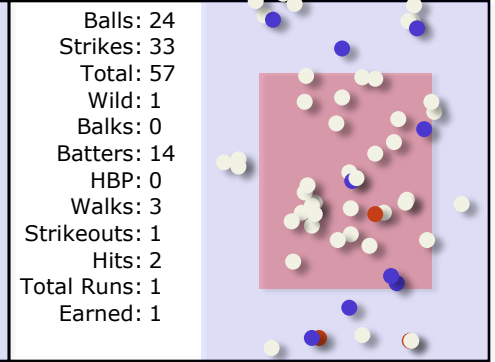 Balls: 24
Strikes: 33
Total: 57
Wild: 1
Balks: 0
Batters: 14
HBP: 0
Walks: 3
Strikeouts: 1
Hits: 2
Total Runs: 1
Earned: 1